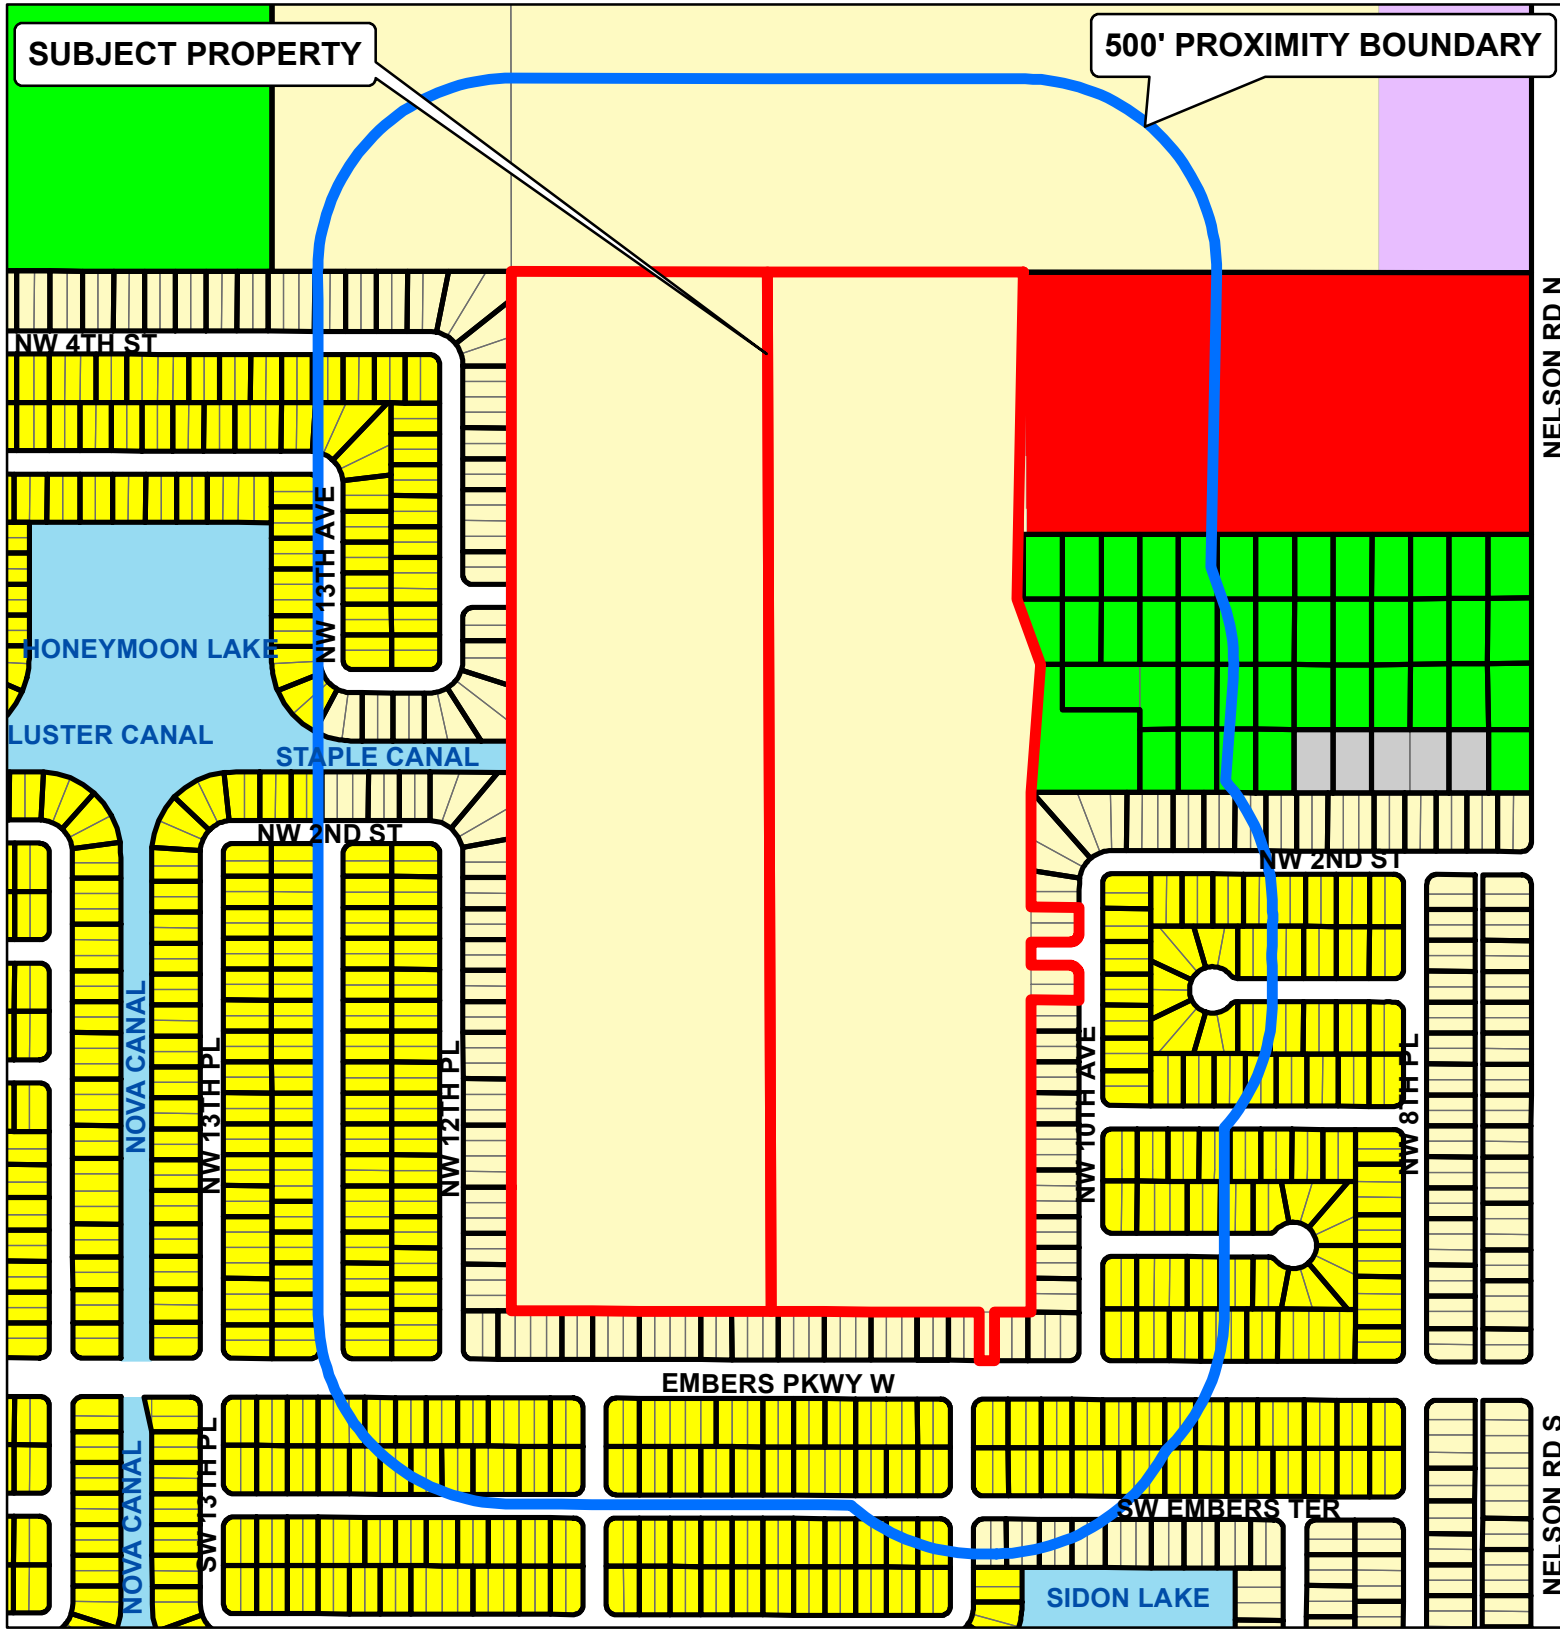 SUBJECT PROPERTY
500' PROXIMITY BOUNDARY
NELSON RD N
NW 4TH ST
NW 13TH AVE
HONEYMOON LAKE
LUSTER CANAL
STAPLE CANAL
NW 2ND ST
NW 2ND ST
NOVA CANAL
NW 13TH PL
NW 12TH PL
NW 10TH AVE
NW 8TH PL
EMBERS PKWY W
NOVA CANAL
SW 13TH PL
SW EMBERS TER
NELSON RD S
SIDON LAKE